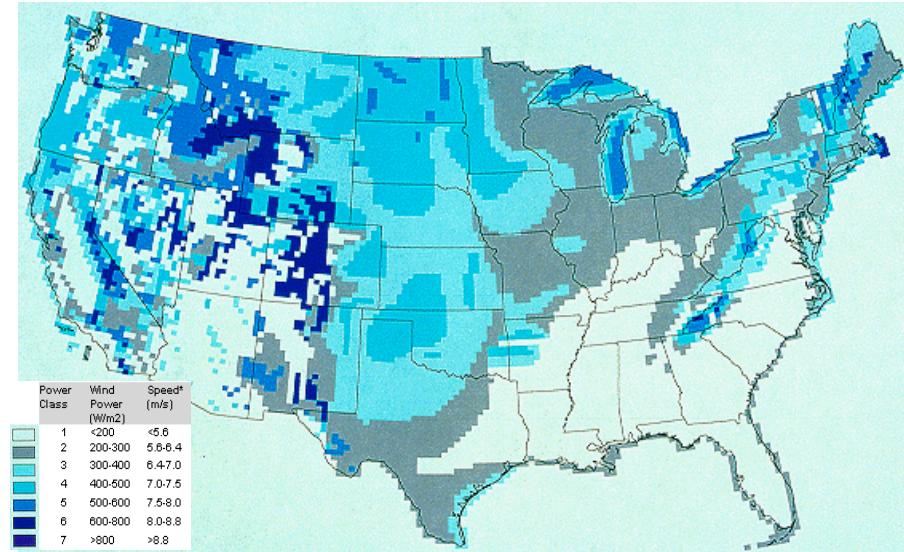 Power Wind Speed*
Class Power (m/s)
(W/m2)
1 <200 <5.6
2 200-300 5.6-6.4
3 300-400 6.4-7.0
4 400-500 7.0-7.5
5 500-600 7.5-8.0
6 600-800 8.0-8.8
7 >800 >8.8